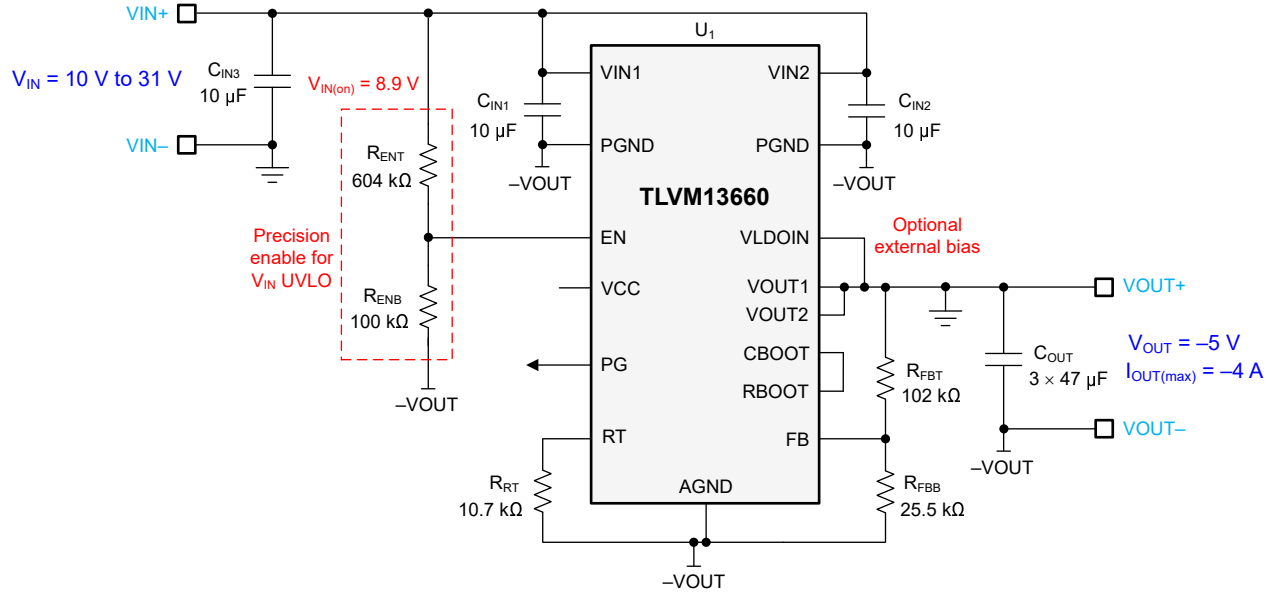 VIN+
U1
VIN = 10 V to 31 V
CIN3
10 µF
VIN(on) = 8.9 V
VIN–
RENT
604 kΩ
Precision
enable for
VIN UVLO
RENB
100 kΩ
–VOUT
CIN1
10 µF
–VOUT
VIN1
PGND
TLVM13660
EN
VCC
PG
RT
AGND
VIN2
PGND
VLDOIN
VOUT1
VOUT2
CBOOT
RBOOT
FB
CIN2
10 µF
–VOUT
Optional
external bias
RRT
10.7 kΩ
–VOUT
RFBT
102 kΩ
RFBB
25.5 kΩ
COUT
3 × 47 µF
–VOUT
VOUT+
VOUT = –5 V
IOUT(max) = –4 A
VOUT–